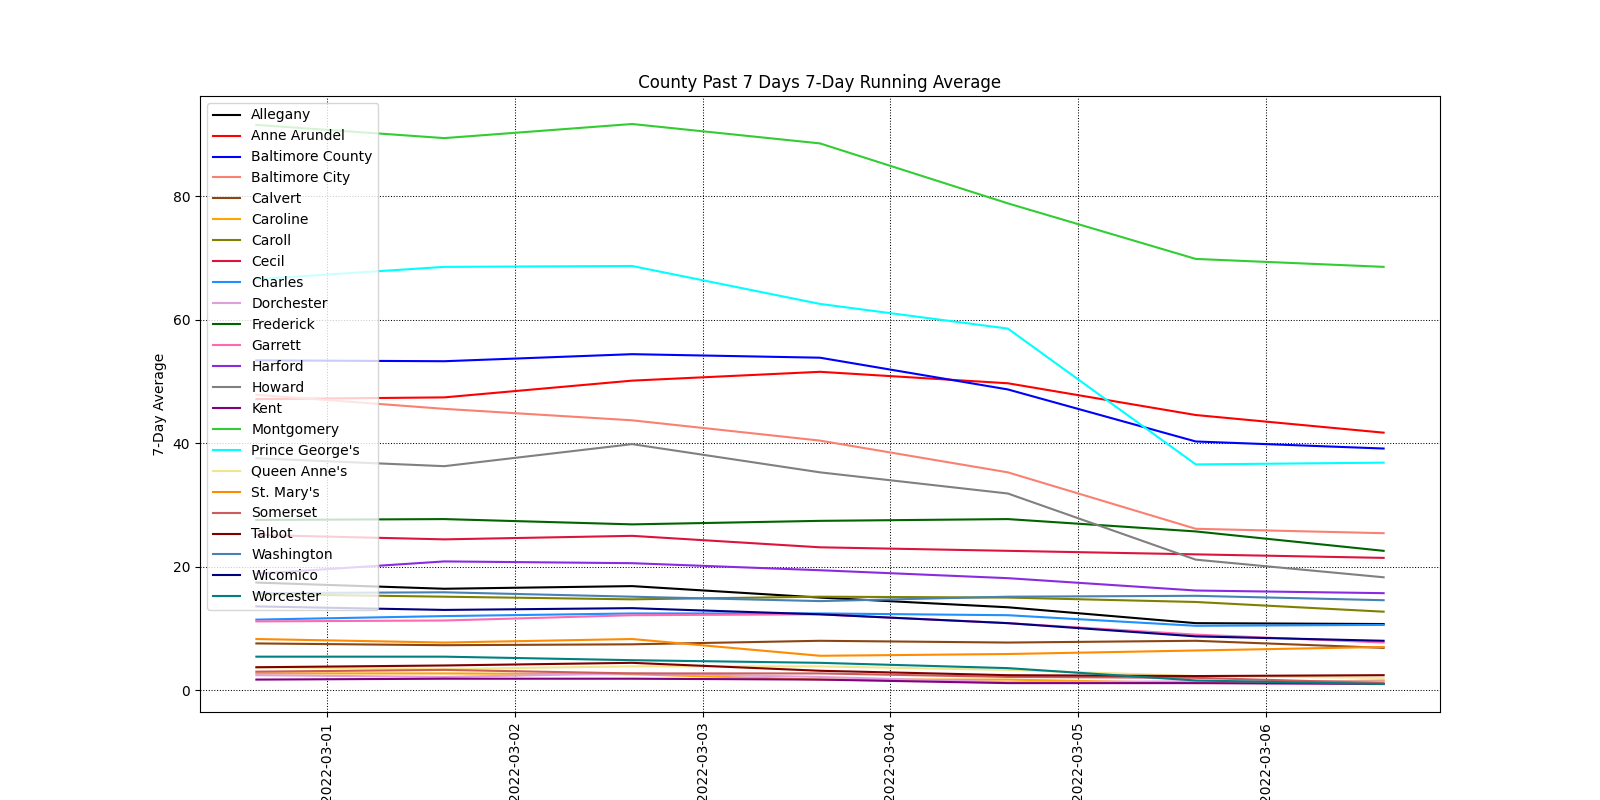 County Past 7 Days 7-Day Running Average
Allegany
Anne Arundel
Baltimore County
Baltimore City
Calvert
Caroline
Caroll
Cecil
Charles
Dorchester
Frederick
Garrett
Harford
Howard
Kent
Montgomery
Prince George's
Queen Anne's
St. Mary's
Somerset
Talbot
Washington
Wicomico
Worcester
7-Day Average
80
60
40
20
0
2022-03-01
2022-03-02
2022-03-03
2022-03-04
2022-03-05
2022-03-06